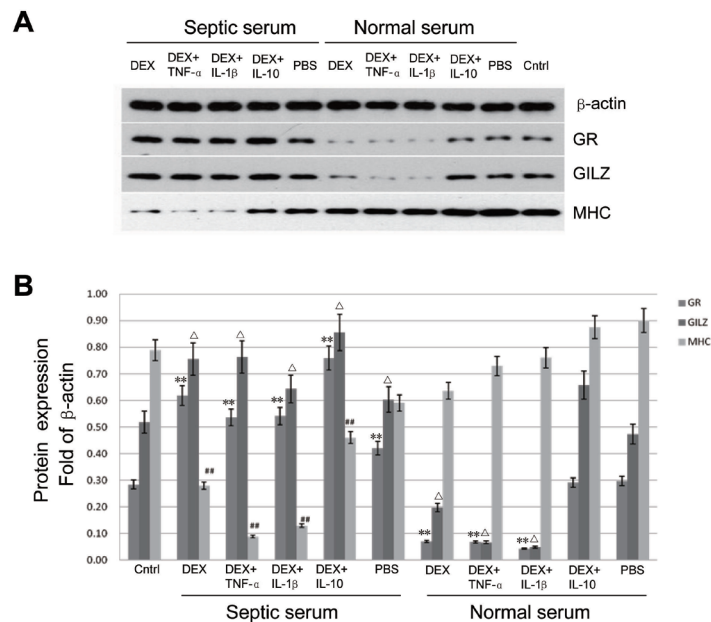 A
Septic serum Normal serum
DEX DEX+ TNF-α DEX+ IL-1β DEX+ IL-10 PBS DEX DEX+ TNF-α DEX+ IL-1β DEX+ IL-10 PBS Cntrl
β-actin
GR
GILZ
MHC
B
Protein expression
Fold of β-actin
1.00
0.90
0.80
0.70
0.60
0.50
0.40
0.30
0.20
0.10
0.00
** △ ##
** △ ##
** △ ##
** △ ##
** △
** △
** △
** △
GR
GILZ
MHC
Cntrl DEX DEX+ TNF-α DEX+ IL-1β DEX+ IL-10 PBS DEX DEX+ TNF-α DEX+ IL-1β DEX+ IL-10 PBS
Septic serum Normal serum